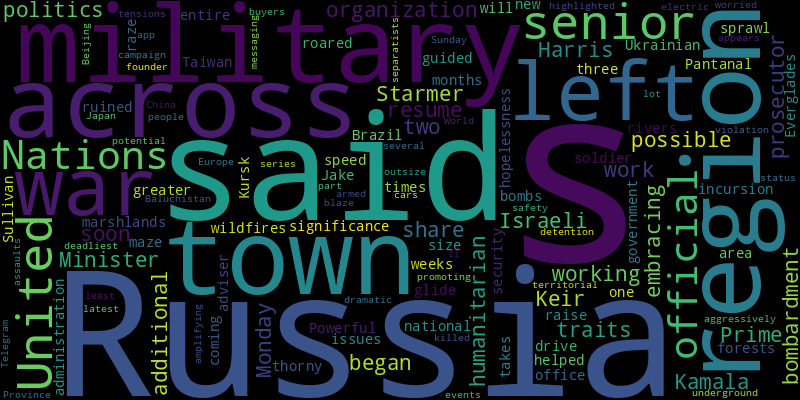 politics
tensions
buyers
entire
organization
will
new
highlighted
electric
worried
Beijing
app
campaign
raze
founder
military
Taiwan
messaging
roared
separatists
Sunday
guided
senior
Harris
Ukrainian
sprawl
appears
left
on
Pantanal
three
prosecutor
Everglades
across
ruined
China
Japan
people
potential
months
Starmer
resume
World
lot
two
Brazil
several
hopelessness
rivers
violation
possible
Nations
said
S
region
war
Europe
series
speed
Jake
part
outsize
times
armed
blaze
cars
Kursk
greater
Baluchistan
soldier
work
status
incursion
Sullivan
marshlands
soon
maze
deadliest
wildfires
significance
share
size
bombs
safety
Israeli
detention
government
embracing
official
United
town
Minister
assaults
humanitarian
security
working
area
bombardment
adviser
weeks
II
promoting
glide
territorial
Keir
one
aggressively
least
latest
administration
additional
Russia
Monday
dramatic
Powerful
national
issues
killed
raise
traits
Prime
forests
Telegram
amplifying
coming
thorny
began
takes
drive
helped
office
Kamala
Province
events
underground